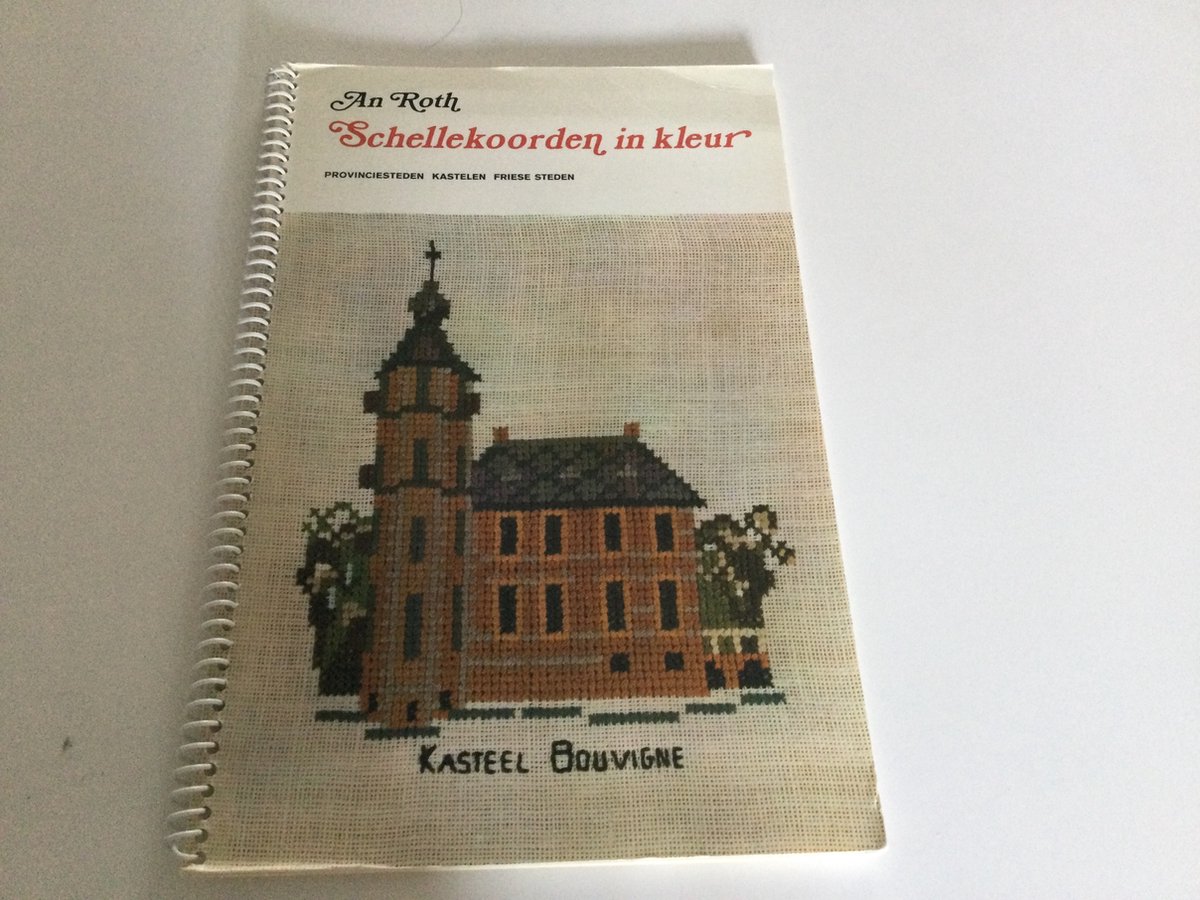 An Roth
Schellekoorden in kleur
PROVINCIESTEDEN KASTELEN FRIESE STEDEN
KASTEEL BOUVIGNE